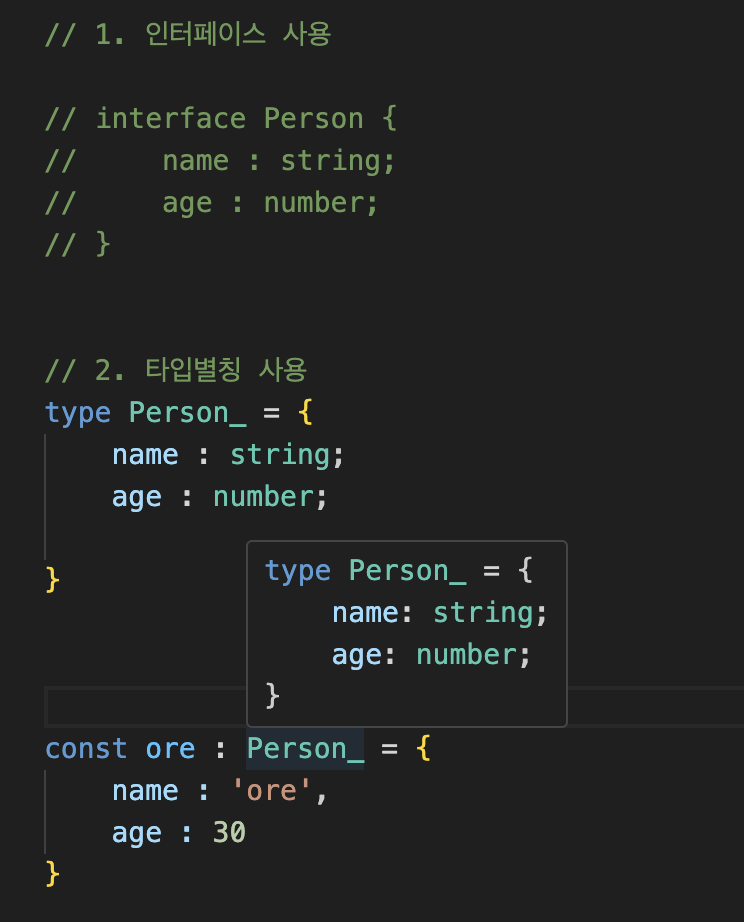 // 1. 인터페이스 사용
// interface Person {
//     name : string;
//     age : number;
// }
// 2. 타입별칭 사용
type Person_ = {
    name : string;
    age : number;
}
type Person_ = {
    name: string;
    age: number;
}
const ore : Person_ = {
    name : 'ore',
    age : 30
}